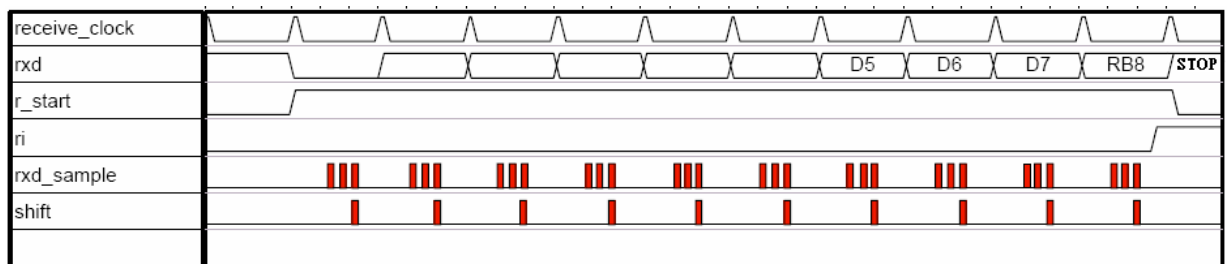 receive_clock
rxd D5 D6 D7 RB8 STOP
r_start
ri
rxd_sample
shift